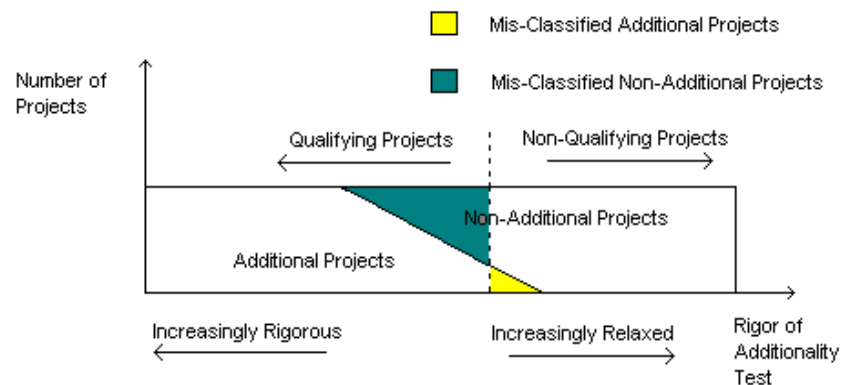 Mis-Classified Additional Projects
Mis-Classified Non-Additional Projects
Number of
Projects
Qualifying Projects
Non-Qualifying Projects
Non-Additional Projects
Additional Projects
Increasingly Rigorous
Increasingly Relaxed
Rigor of
Additionality
Test